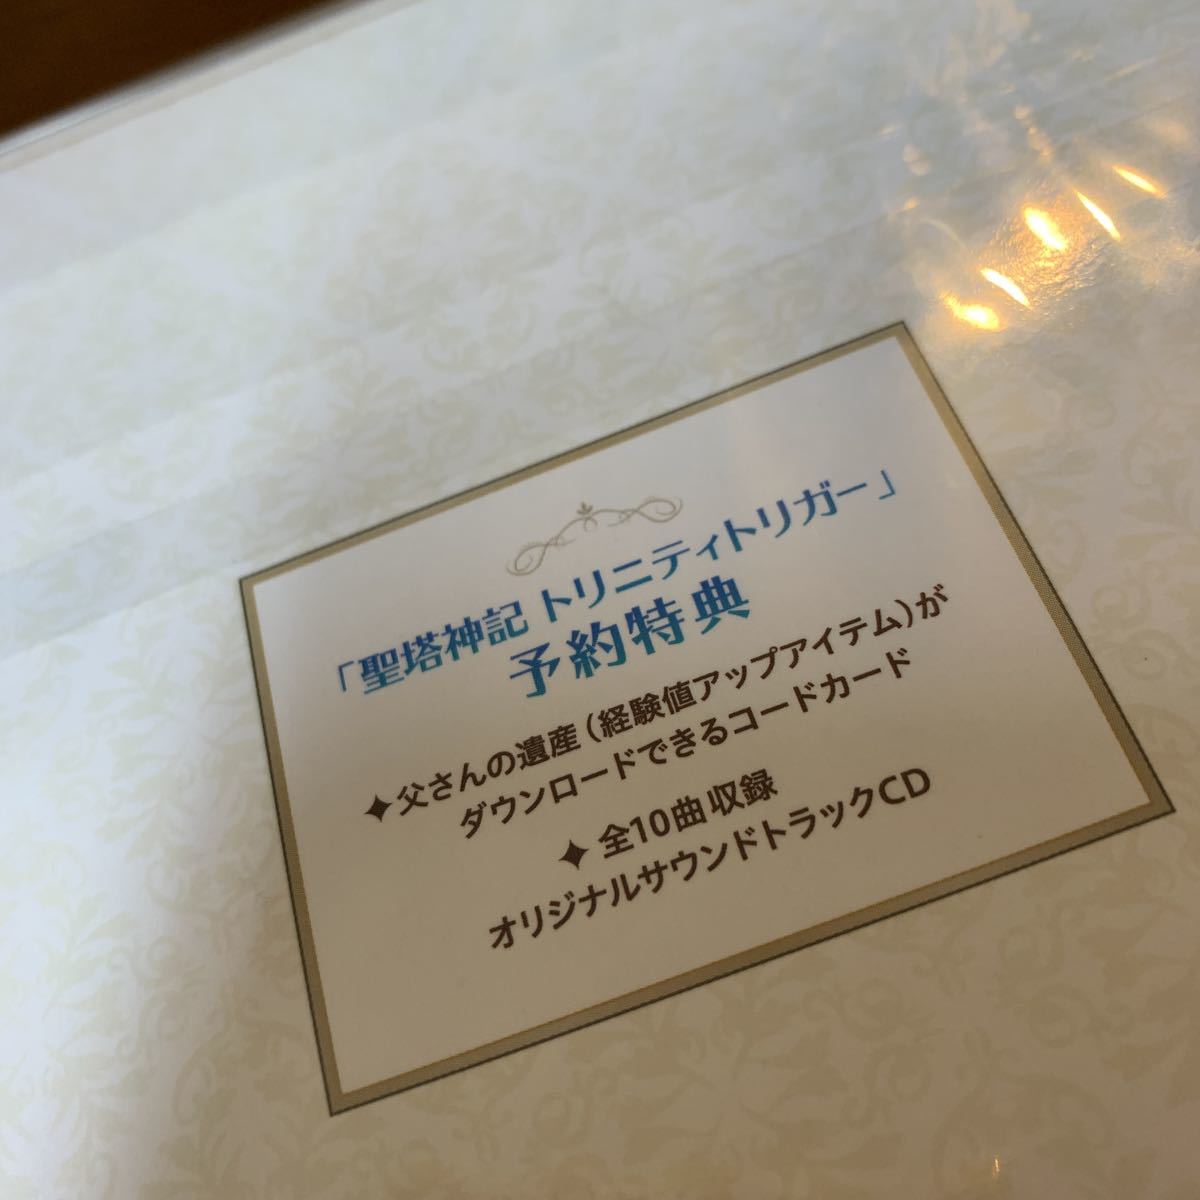 「聖塔神記 トリニティトリガー」
予約特典
✦父さんの遺産(経験値アップアイテム)が
ダウンロードできるコードカード
✦ 全10曲収録
オリジナルサウンドトラックCD